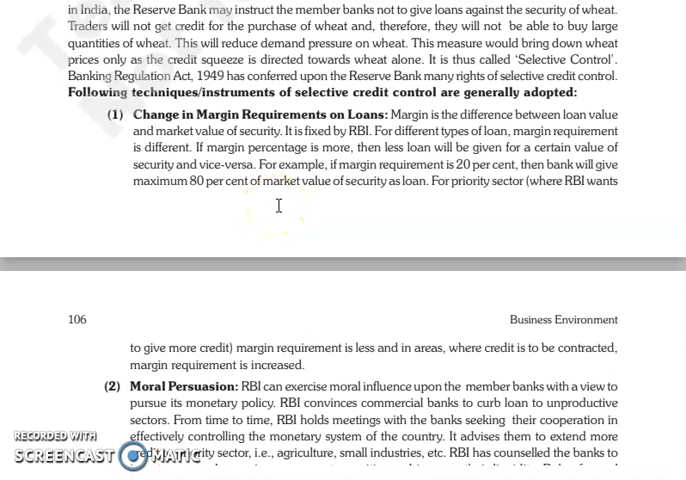 in India, the Reserve Bank may instruct the member banks not to give loans against the security of wheat.
Traders will not get credit for the purchase of wheat and, therefore, they will not be able to buy large
quantities of wheat. This will reduce demand pressure on wheat. This measure would bring down wheat
prices only as the credit squeeze is directed towards wheat alone. It is thus called 'Selective Control'.
Banking Regulation Act, 1949 has conferred upon the Reserve Bank many rights of selective credit control.
Following techniques/instruments of selective credit control are generally adopted:
(1) Change in Margin Requirements on Loans: Margin is the difference between loan value
and market value of security. It is fixed by RBI. For different types of loan, margin requirement
is different. If margin percentage is more, then less loan will be given for a certain value of
security and vice-versa. For example, if margin requirement is 20 per cent, then bank will give
maximum 80 per cent of market value of security as loan. For priority sector (where RBI wants
106 Business Environment
to give more credit) margin requirement is less and in areas, where credit is to be contracted,
margin requirement is increased.
(2) Moral Persuasion: RBI can exercise moral influence upon the member banks with a view to
pursue its monetary policy. RBI convinces commercial banks to curb loan to unproductive
sectors. From time to time, RBI holds meetings with the banks seeking their cooperation in
effectively controlling the monetary system of the country. It advises them to extend more
sector, i.e., agriculture, small industries, etc. RBI has counselled the banks to
RECORDED WITH
SCREENCAST MATIC